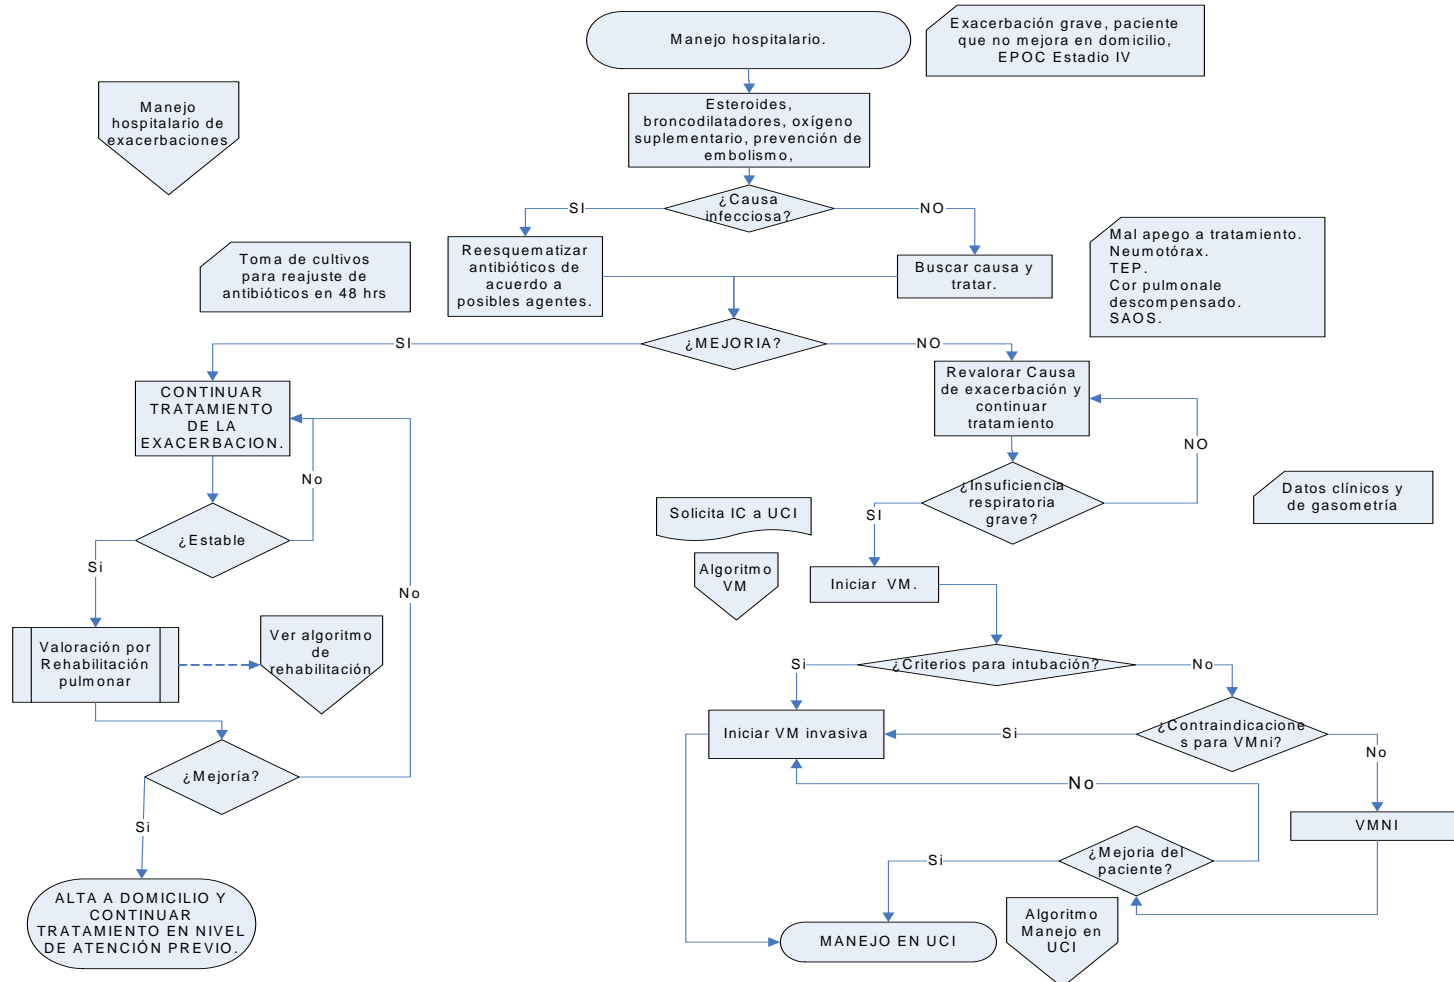 Manejo hospitalario.
Exacerbación grave, paciente
que no mejora en domicilio,
EPOC Estadio IV
Manejo
hospitalario de
exacerbaciones
Esteroides,
broncodilatadores, oxígeno
suplementario, prevención de
embolismo,
¿Causa
infecciosa?
SI
NO
Toma de cultivos
para reajuste de
antibióticos en 48 hrs
Reesquematizar
antibióticos de
acuerdo a
posibles agentes.
Buscar causa y
tratar.
Mal apego a tratamiento.
Neumotórax.
TEP.
Cor pulmonale
descompensado.
SAOS.
¿MEJORIA?
SI
NO
CONTINUAR
TRATAMIENTO
DE LA
EXACERBACION.
Revalorar Causa
de exacerbación y
continuar
tratamiento
NO
No
¿Insuficiencia
respiratoria
grave?
Datos clínicos y
de gasometría
Solicita IC a UCI
SI
¿Estable
Si
Algoritmo
VM
Iniciar VM.
No
Valoración por
Rehabilitación
pulmonar
Ver algoritmo
de
rehabilitación
¿Criterios para intubación?
Si
No
Iniciar VM invasiva
Si
¿Contraindicacione
s para VMni?
No
¿Mejoría?
No
Si
VMNI
¿Mejoria del
paciente?
Si
ALTA A DOMICILIO Y
CONTINUAR
TRATAMIENTO EN NIVEL
DE ATENCIÓN PREVIO.
MANEJO EN UCI
Algoritmo
Manejo en
UCI